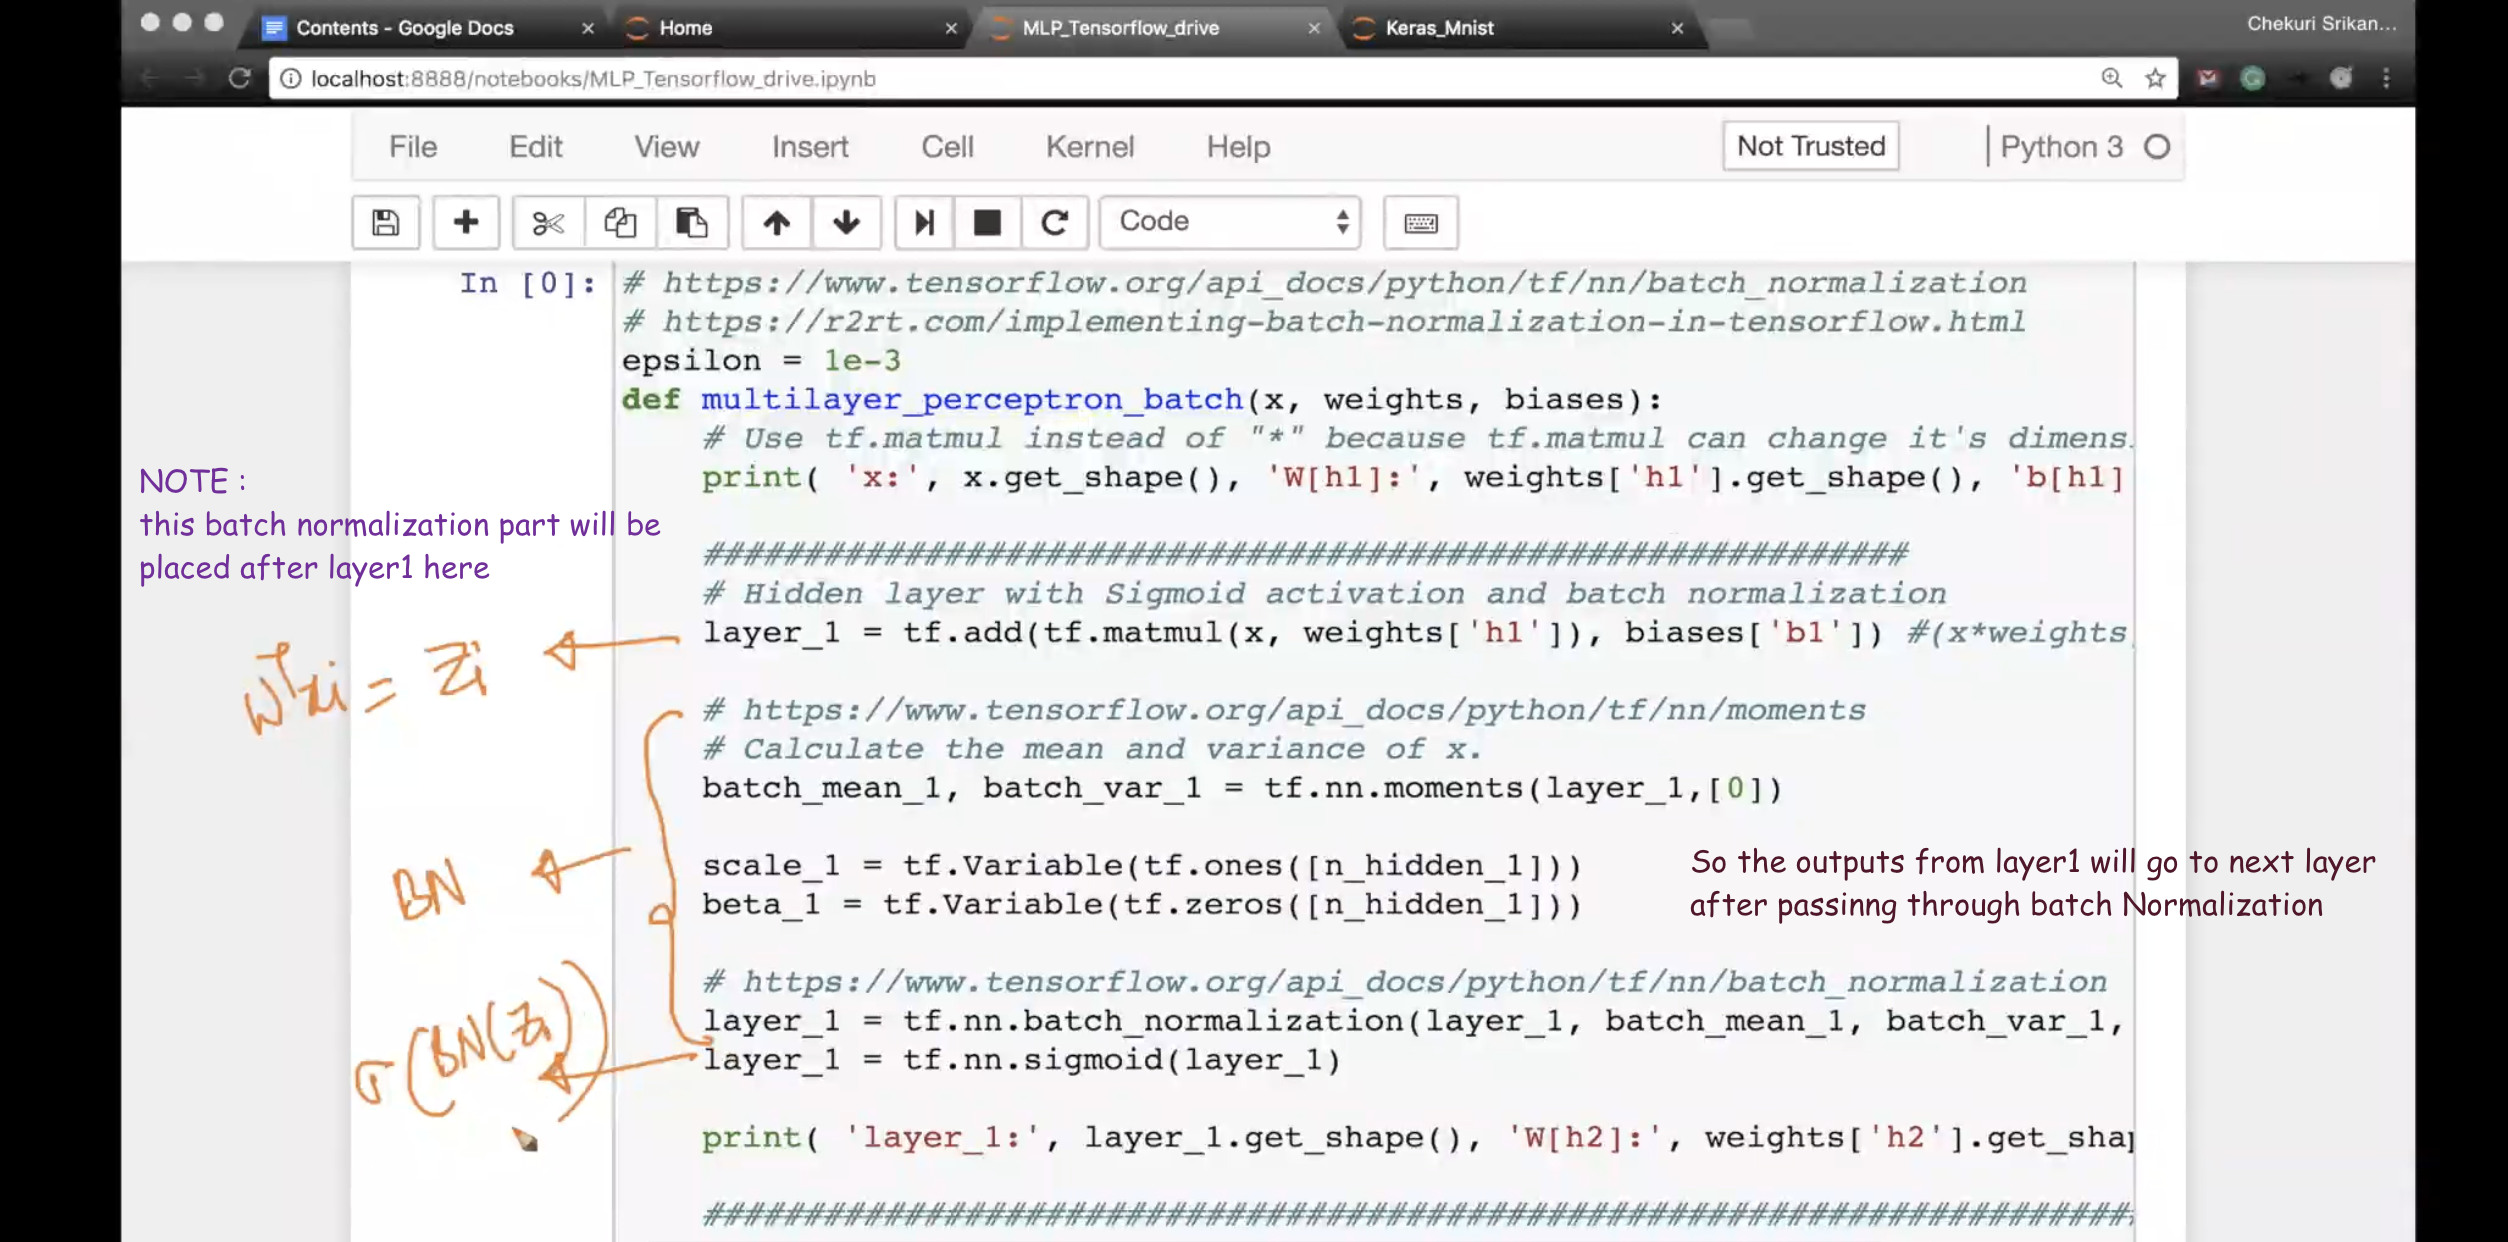 Contents - Google Docs
Home
MLP_Tensorflow_drive
Keras_Mnist
Chekuri Srikan...
localhost:8888/notebooks/MLP_Tensorflow_drive.ipynb
File Edit View Insert Cell Kernel Help Not Trusted Python 3
Code
In [0]: # https://www.tensorflow.org/api_docs/python/tf/nn/batch_normalization
# https://r2rt.com/implementing-batch-normalization-in-tensorflow.html
epsilon = 1e-3
def multilayer_perceptron_batch(x, weights, biases):
# Use tf.matmul instead of "*" because tf.matmul can change it's dimens.
print( 'x:', x.get_shape(), 'W[h1]:', weights['h1'].get_shape(), 'b[h1]
NOTE :
this batch normalization part will be
placed after layer1 here
############################################################
# Hidden layer with Sigmoid activation and batch normalization
layer_1 = tf.add(tf.matmul(x, weights['h1']), biases['b1']) #(x*weights
wᵀxi = Zi
# https://www.tensorflow.org/api_docs/python/tf/nn/moments
# Calculate the mean and variance of x.
batch_mean_1, batch_var_1 = tf.nn.moments(layer_1,[0])
BN
scale_1 = tf.Variable(tf.ones([n_hidden_1]))
beta_1 = tf.Variable(tf.zeros([n_hidden_1]))
So the outputs from layer1 will go to next layer
after passinng through batch Normalization
# https://www.tensorflow.org/api_docs/python/tf/nn/batch_normalization
layer_1 = tf.nn.batch_normalization(layer_1, batch_mean_1, batch_var_1,
layer_1 = tf.nn.sigmoid(layer_1)
σ(BN(Zi))
print( 'layer_1:', layer_1.get_shape(), 'W[h2]:', weights['h2'].get_shap
#######################################################################